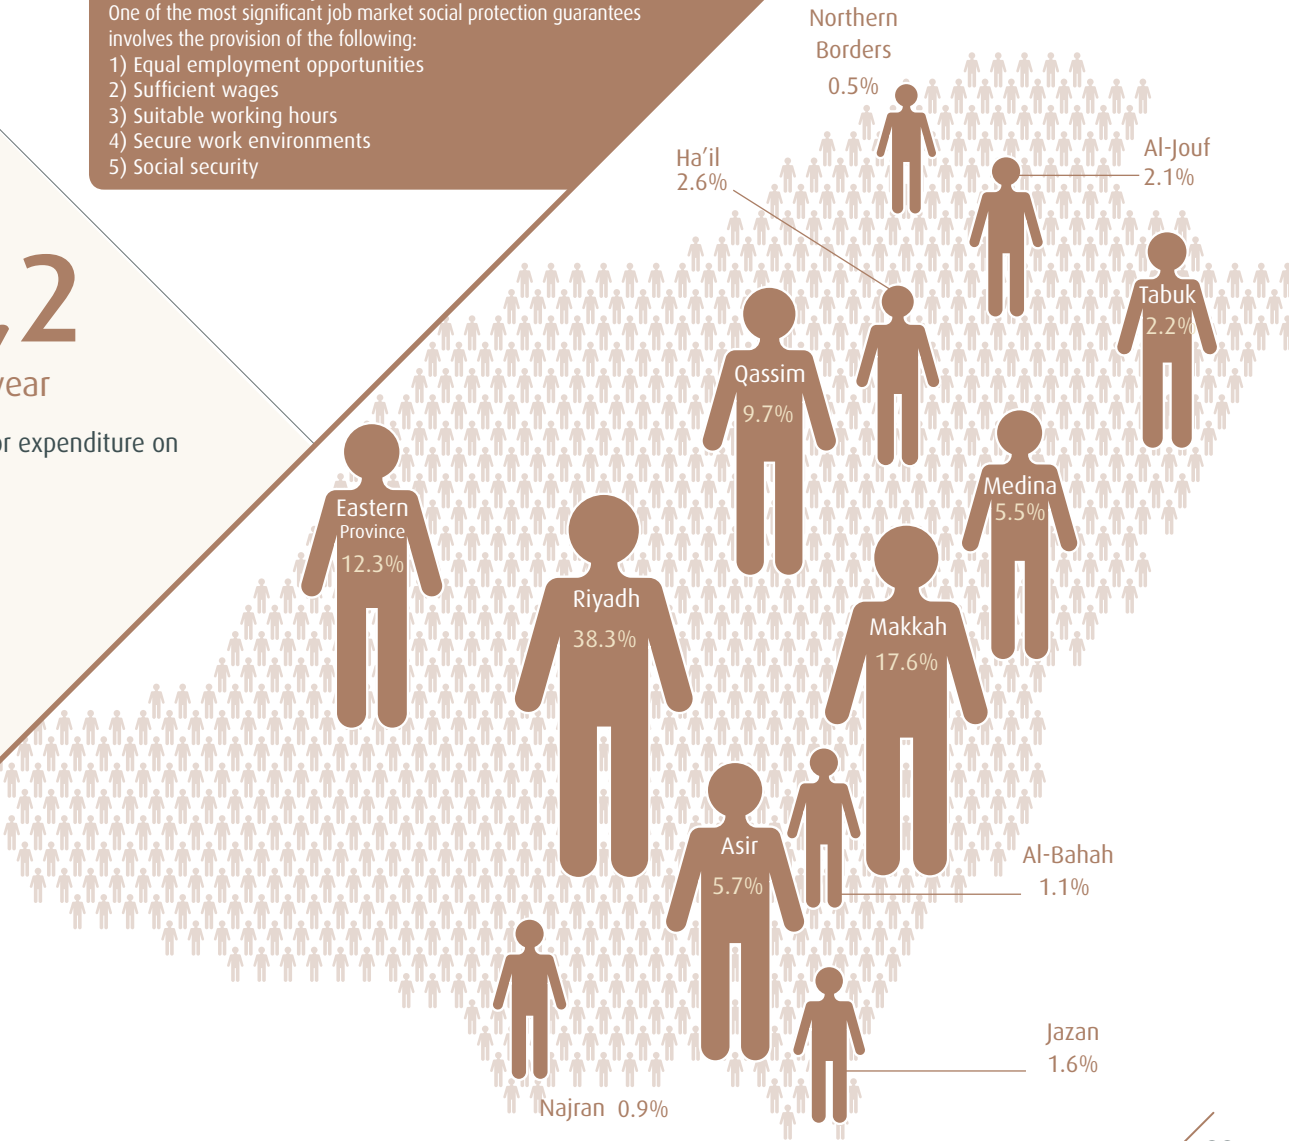 One of the most significant job market social protection guarantees
involves the provision of the following:
1) Equal employment opportunities
2) Sufficient wages
3) Suitable working hours
4) Secure work environments
5) Social security
,2
year
or expenditure on
Northern
Borders
0.5%
Ha’il
2.6%
Al-Jouf
2.1%
Tabuk
2.2%
Qassim
9.7%
Medina
5.5%
Eastern
Province
12.3%
Riyadh
38.3%
Makkah
17.6%
Asir
5.7%
Al-Bahah
1.1%
Jazan
1.6%
Najran 0.9%